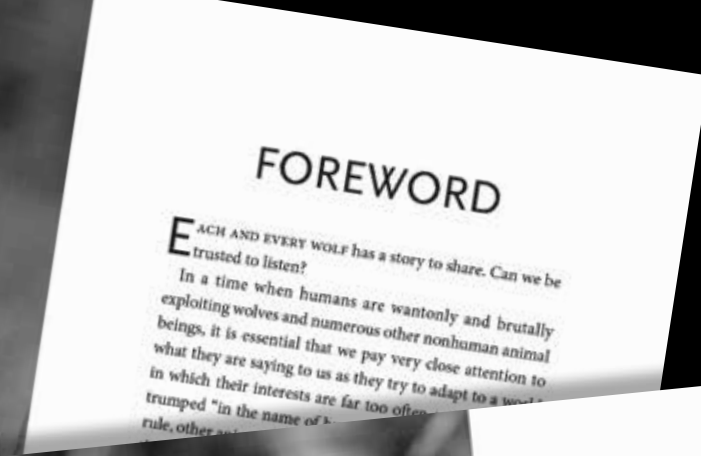 FOREWORD
EACH AND EVERY WOLF has a story to share. Can we be
trusted to listen?
In a time when humans are wantonly and brutally
exploiting wolves and numerous other nonhuman animal
beings, it is essential that we pay very close attention to
what they are saying to us as they try to adapt to a
in which their interests are far too often
trumped "in the name of
rule, other